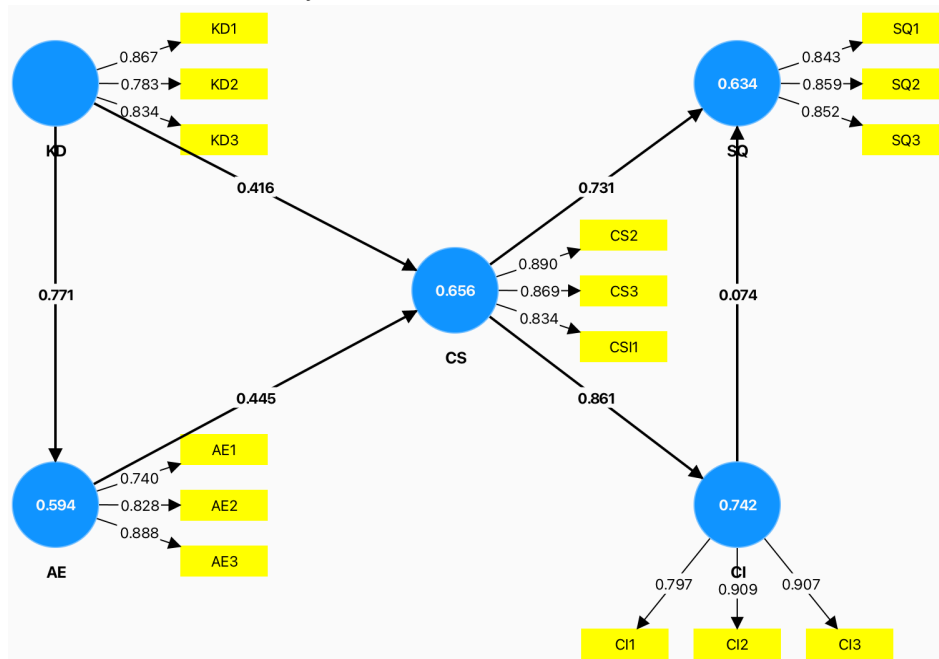 KD1
SQ1
0.867
0.843
KD2
0.783
0.634
0.859
SQ2
0.834
0.852
KD3
SQ3
KD
SQ
0.416
0.731
CS2
0.890
0.771
0.656
0.869
CS3
0.074
0.834
CSI1
CS
0.445
0.861
AE1
0.740
0.594
0.828
AE2
0.742
0.888
AE3
AE
CI
0.797
0.909
0.907
CI1
CI2
CI3